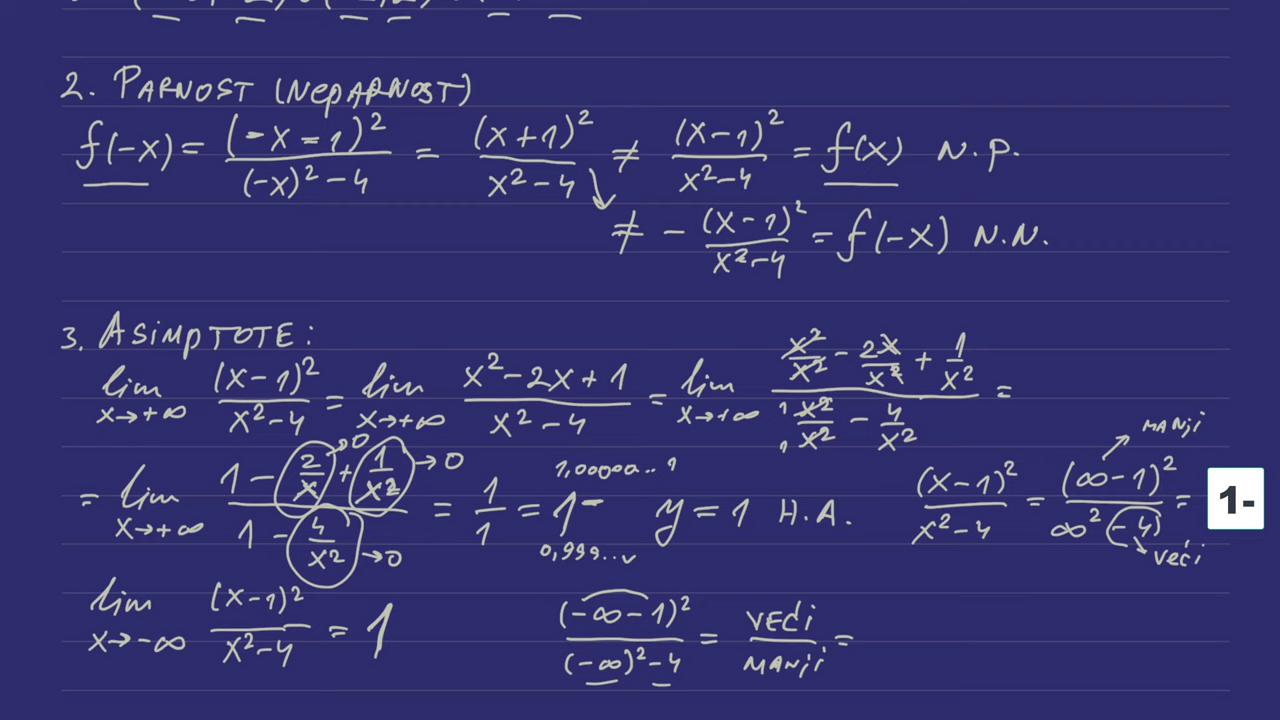 2. PARNOST (NEPARNOST)
f(-x) = (-x-1)² / (-x)²-4 = (x+1)² / x²-4 ≠ (x-1)² / x²-4 = f(x) N.P.
≠ - (x-1)² / x²-4 = f(-x) N.N.
3. ASIMPTOTE:
lim x→+∞ (x-1)² / x²-4 = lim x→+∞ x²-2x+1 / x²-4 = lim x→+∞ x²/x² - 2x/x² + 1/x² / 1 x²/1 x² - 4/x² =
MANJI
= lim x→+∞ 1 - 2/x →0 + 1/x² →0 / 1 - 4/x² →0 = 1/1 = 1- y=1 H.A. (x-1)² / x²-4 = (∞-1)² / ∞²(-4) = 1-
0,999..
VEĆI
lim x→-∞ (x-1)² / x²-4 = 1 (-∞-1)² / (-∞)²-4 = VEĆI / MANJI =